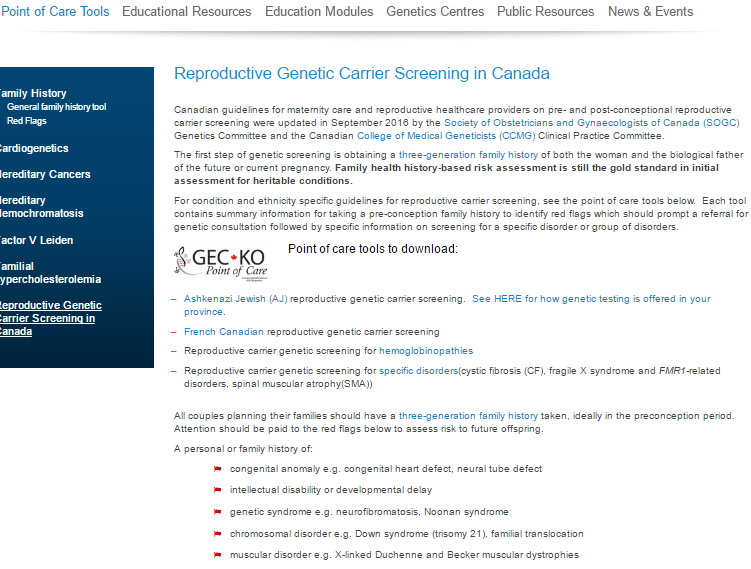 Point of Care Tools Educational Resources Education Modules Genetics Centres Public Resources News & Events
amily History
General family history tool
Red Flags
ardiogenetics
ereditary Cancers
ereditary
emochromatosis
actor V Leiden
amilial
ypercholesterolemia
eproductive Genetic
arrier Screening in
anada
Reproductive Genetic Carrier Screening in Canada
Canadian guidelines for maternity care and reproductive healthcare providers on pre- and post-conceptional reproductive
carrier screening were updated in September 2016 by the Society of Obstetricians and Gynaecologists of Canada (SOGC)
Genetics Committee and the Canadian College of Medical Geneticists (CCMG) Clinical Practice Committee.
The first step of genetic screening is obtaining a three-generation family history of both the woman and the biological father
of the future or current pregnancy. Family health history-based risk assessment is still the gold standard in initial
assessment for heritable conditions.
For condition and ethnicity specific guidelines for reproductive carrier screening, see the point of care tools below. Each tool
contains summary information for taking a pre-conception family history to identify red flags which should prompt a referral for
genetic consultation followed by specific information on screening for a specific disorder or group of disorders.
GEC KO
Point of Care
Point of care tools to download:
– Ashkenazi Jewish (AJ) reproductive genetic carrier screening. See HERE for how genetic testing is offered in your
province.
– French Canadian reproductive genetic carrier screening
– Reproductive carrier genetic screening for hemoglobinopathies
– Reproductive carrier genetic screening for specific disorders(cystic fibrosis (CF), fragile X syndrome and FMR1-related
disorders, spinal muscular atrophy(SMA))
All couples planning their families should have a three-generation family history taken, ideally in the preconception period.
Attention should be paid to the red flags below to assess risk to future offspring.
A personal or family history of:
congenital anomaly e.g. congenital heart defect, neural tube defect
intellectual disability or developmental delay
genetic syndrome e.g. neurofibromatosis, Noonan syndrome
chromosomal disorder e.g. Down syndrome (trisomy 21), familial translocation
muscular disorder e.g. X-linked Duchenne and Becker muscular dystrophies